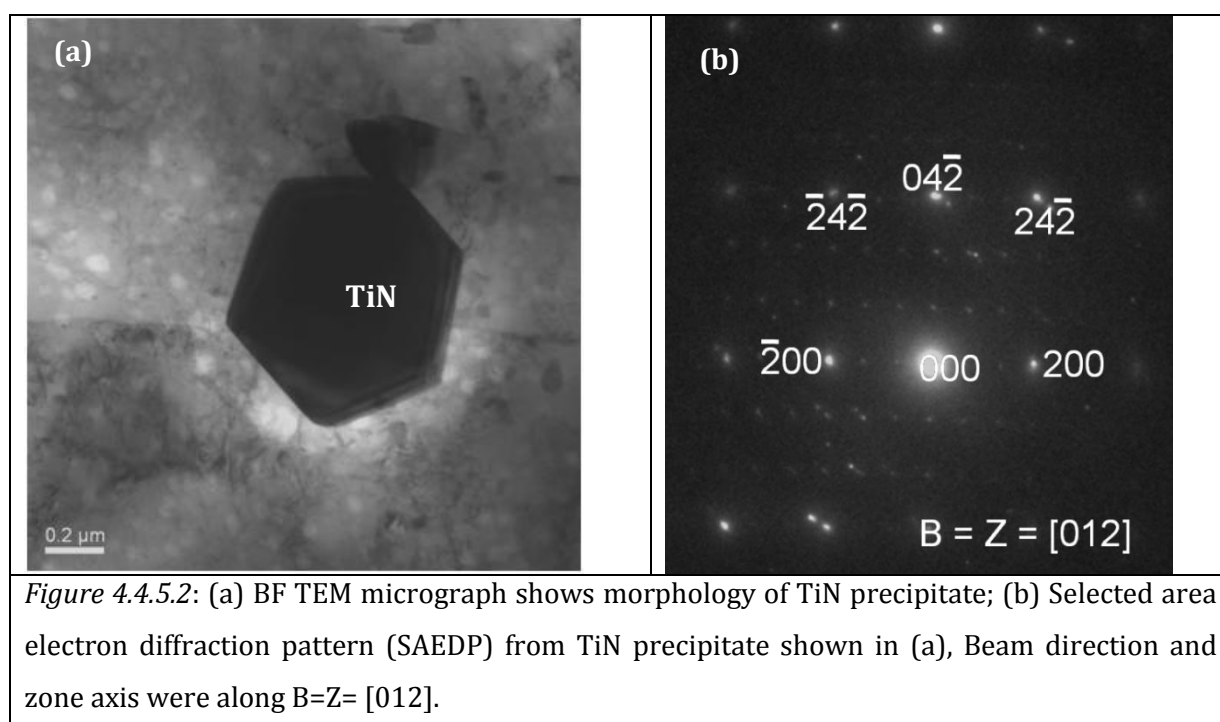 (a)
TiN
0.2 µm
(b)
042̅
2̅42̅
242̅
2̅00
000
200
B = Z = [012]
Figure 4.4.5.2: (a) BF TEM micrograph shows morphology of TiN precipitate; (b) Selected area
electron diffraction pattern (SAEDP) from TiN precipitate shown in (a), Beam direction and
zone axis were along B=Z= [012].